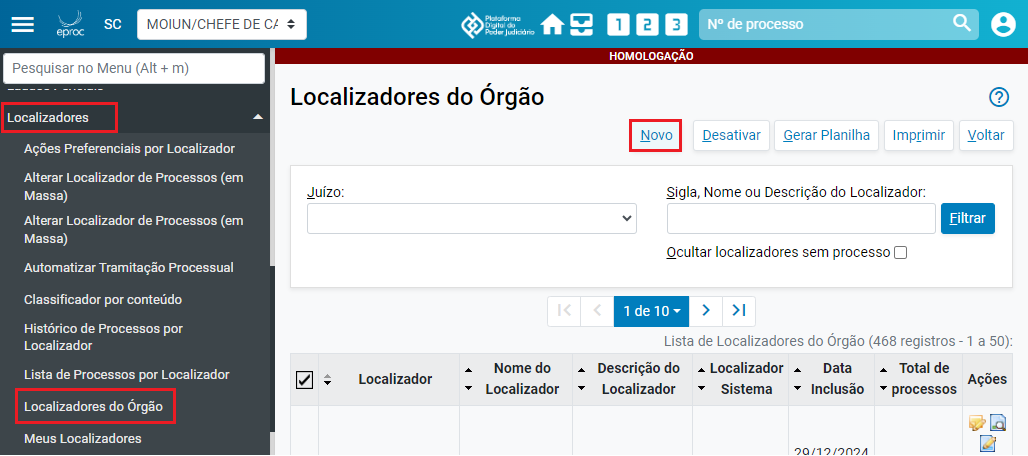 eproc
SC
MOIUN/CHEFE DE CA
Plataforma
Digital do
Poder Judiciário
1 2 3
Nº de processo
HOMOLOGAÇÃO
Pesquisar no Menu (Alt + m)
Localizadores
Ações Preferenciais por Localizador
Alterar Localizador de Processos (em
Massa)
Alterar Localizador de Processos (em
Massa)
Automatizar Tramitação Processual
Classificador por conteúdo
Histórico de Processos por
Localizador
Lista de Processos por Localizador
Localizadores do Órgão
Meus Localizadores
Localizadores do Órgão
?
Novo Desativar Gerar Planilha Imprimir Voltar
Juízo:
Sigla, Nome ou Descrição do Localizador:
Filtrar
Ocultar localizadores sem processo
1 de 10
Lista de Localizadores do Órgão (468 registros - 1 a 50):
Localizador
Nome do
Localizador
Descrição do
Localizador
Localizador
Sistema
Data
Inclusão
Total de
processos
Ações
29/12/2024